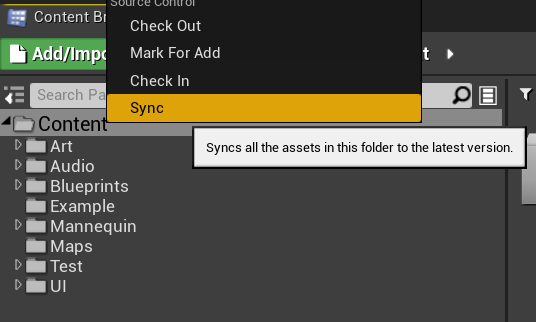 Source Control
Content Br
Check Out
Add/Impo
Mark For Add
t
Check In
Search Pa
Sync
Content
Syncs all the assets in this folder to the latest version.
Art
Audio
Blueprints
Example
Mannequin
Maps
Test
UI